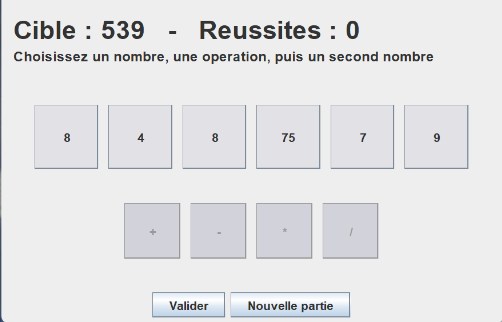 Cible : 539 - Reussites : 0
Choisissez un nombre, une operation, puis un second nombre
8 4 8 75 7 9
+ - * /
Valider Nouvelle partie